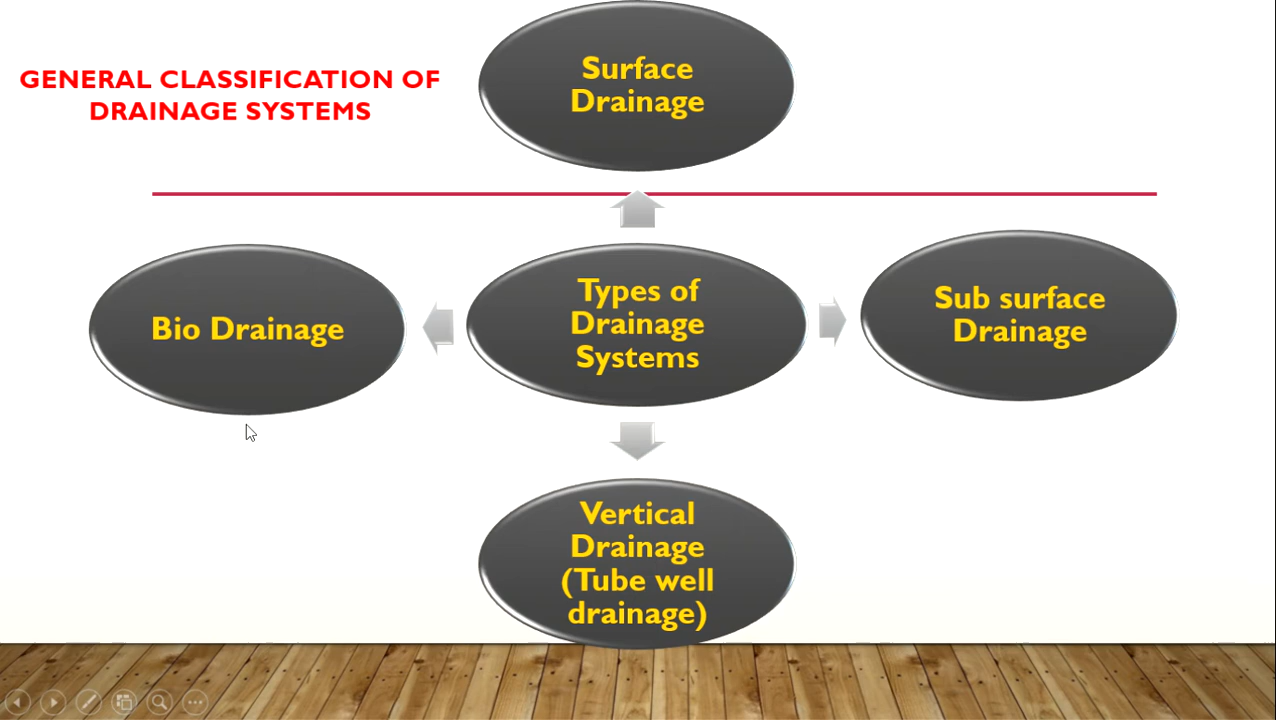 GENERAL CLASSIFICATION OF
DRAINAGE SYSTEMS
Surface
Drainage
Bio Drainage
Types of
Drainage
Systems
Sub surface
Drainage
Vertical
Drainage
(Tube well
drainage)